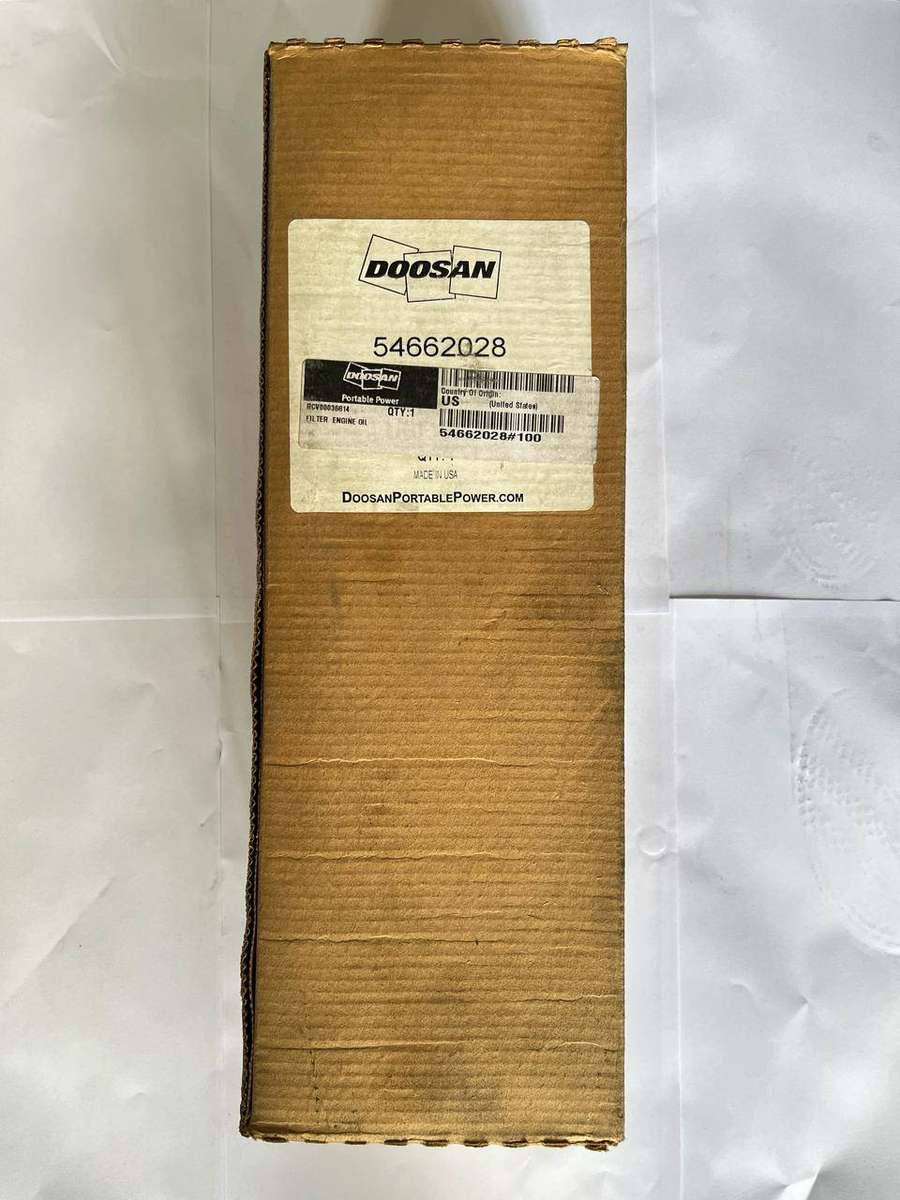 DOOSAN
54662028
DOOSAN
Portable Power
QTY:1
FILTER ENGINE OIL
Country Of Origin:
US (United States)
54662028#100
MADE IN USA
DOOSANPORTABLEPOWER.COM